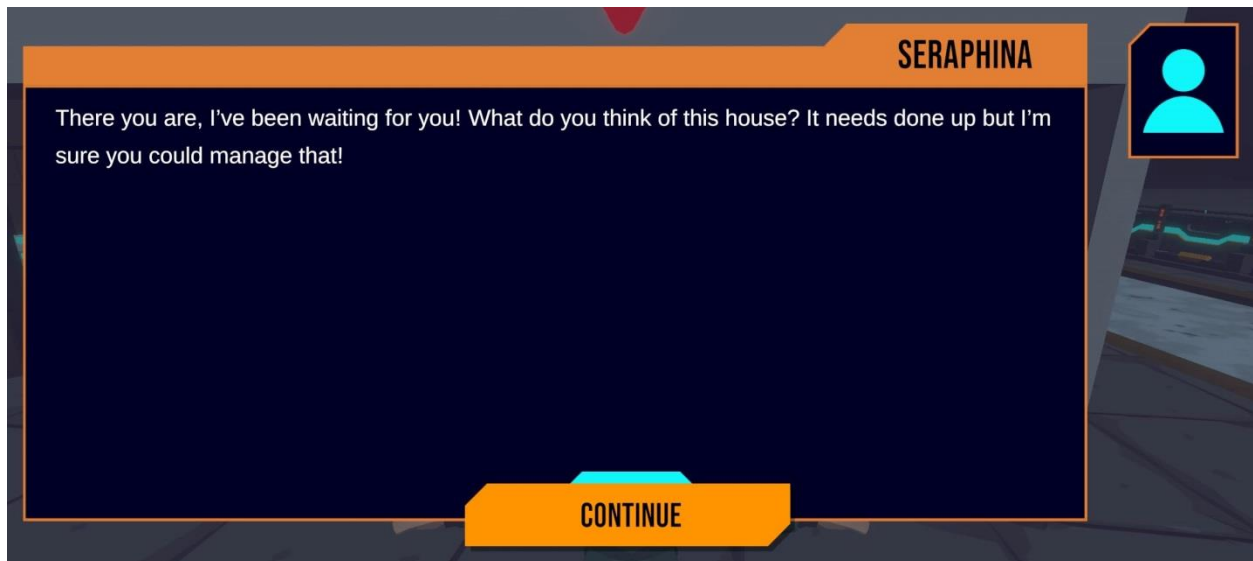 SERAPHINA
There you are, I've been waiting for you! What do you think of this house? It needs done up but I'm
sure you could manage that!
CONTINUE